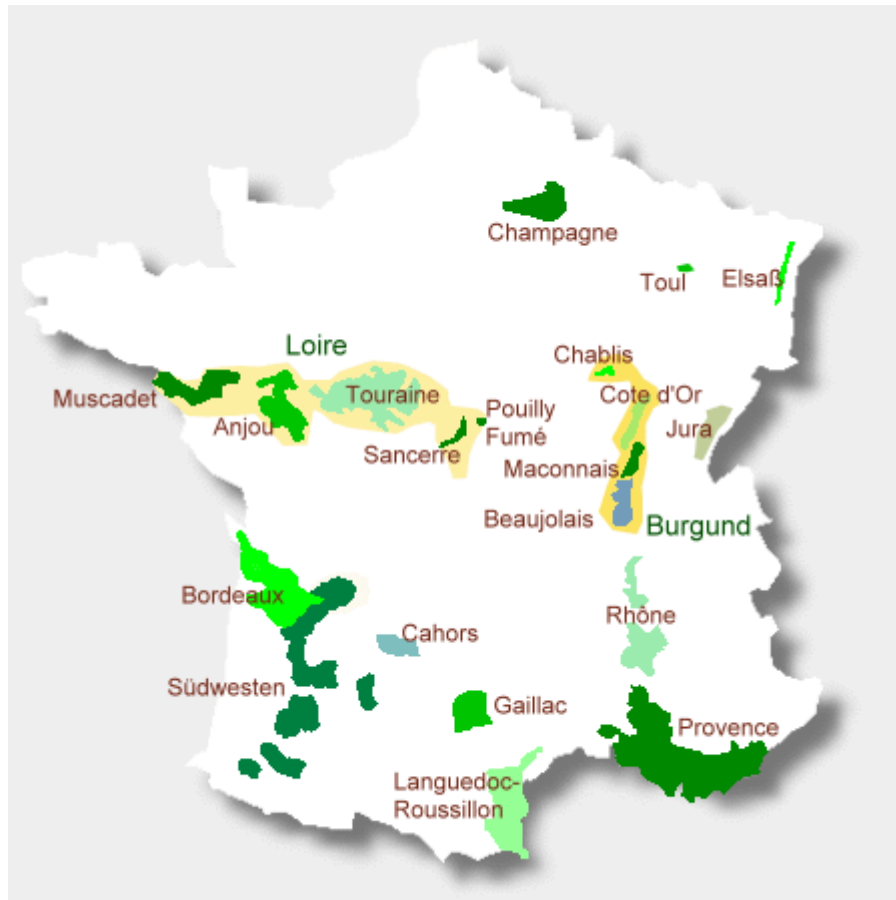 Champagne
Toul
Elsaß
Loire
Chablis
Muscadet
Touraine
Cote d'Or
Anjou
Pouilly
Fumé
Jura
Sancerre
Maconnais
Beaujolais
Burgund
Bordeaux
Rhône
Cahors
Südwesten
Gaillac
Provence
Languedoc-
Roussillon